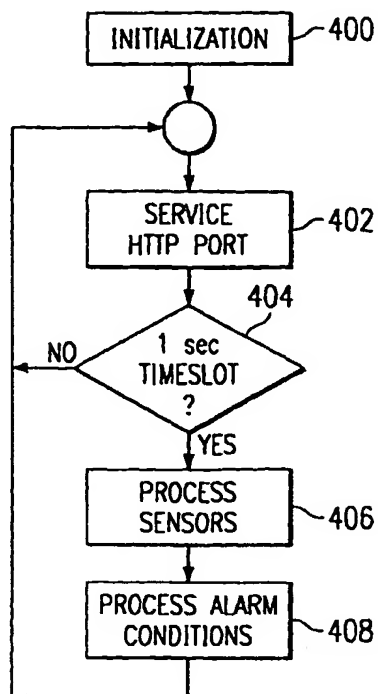 INITIALIZATION
400
SERVICE
HTTP PORT
402
404
1 sec
TIMESLOT
?
NO
YES
PROCESS
SENSORS
406
PROCESS ALARM
CONDITIONS
408